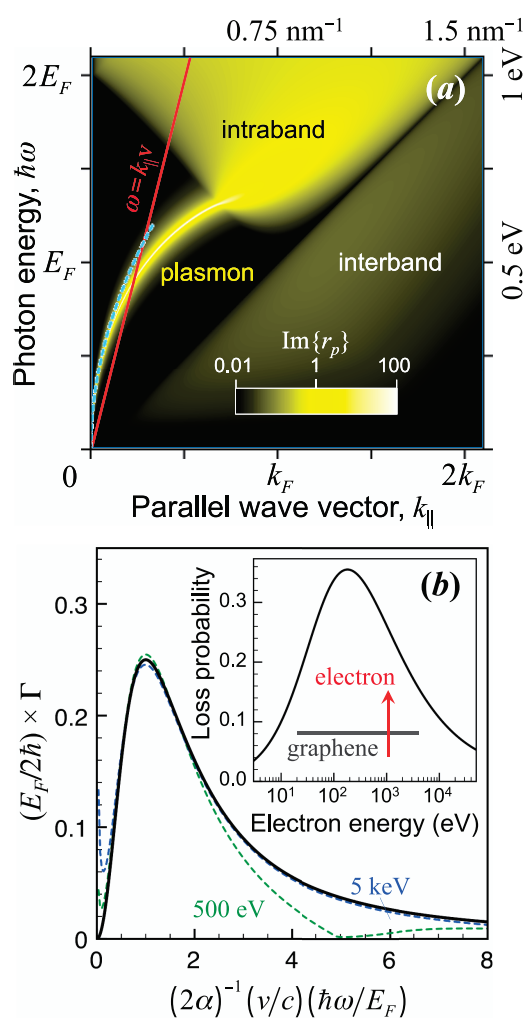 0.75 nm⁻¹ 1.5 nm⁻¹
2E_F (a) 1 eV
intraband
ω=k_∥v
Photon energy, ħω
E_F plasmon interband 0.5 eV
Im{r_p}
0.01 1 100
0 k_F 2k_F
Parallel wave vector, k_∥
(b)
0.3 0.2 0.1 0
(E_F/2ħ) × Γ
Loss probability
0.3 0.2 0.1 0.0
electron
graphene
10¹ 10² 10³ 10⁴
Electron energy (eV)
500 eV 5 keV
0 2 4 6 8
(2α)⁻¹ (v/c) (ħω/E_F)